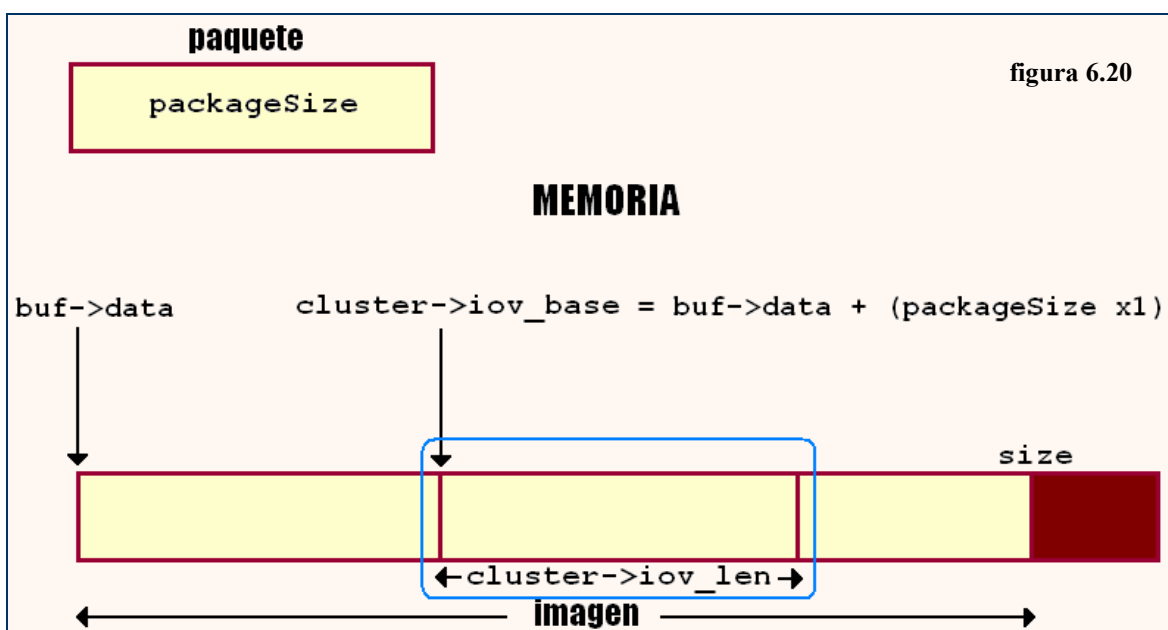 paquete
figura 6.20
packageSize
MEMORIA
buf->data
cluster->iov_base = buf->data + (packageSize x1)
size
cluster->iov_len
imagen